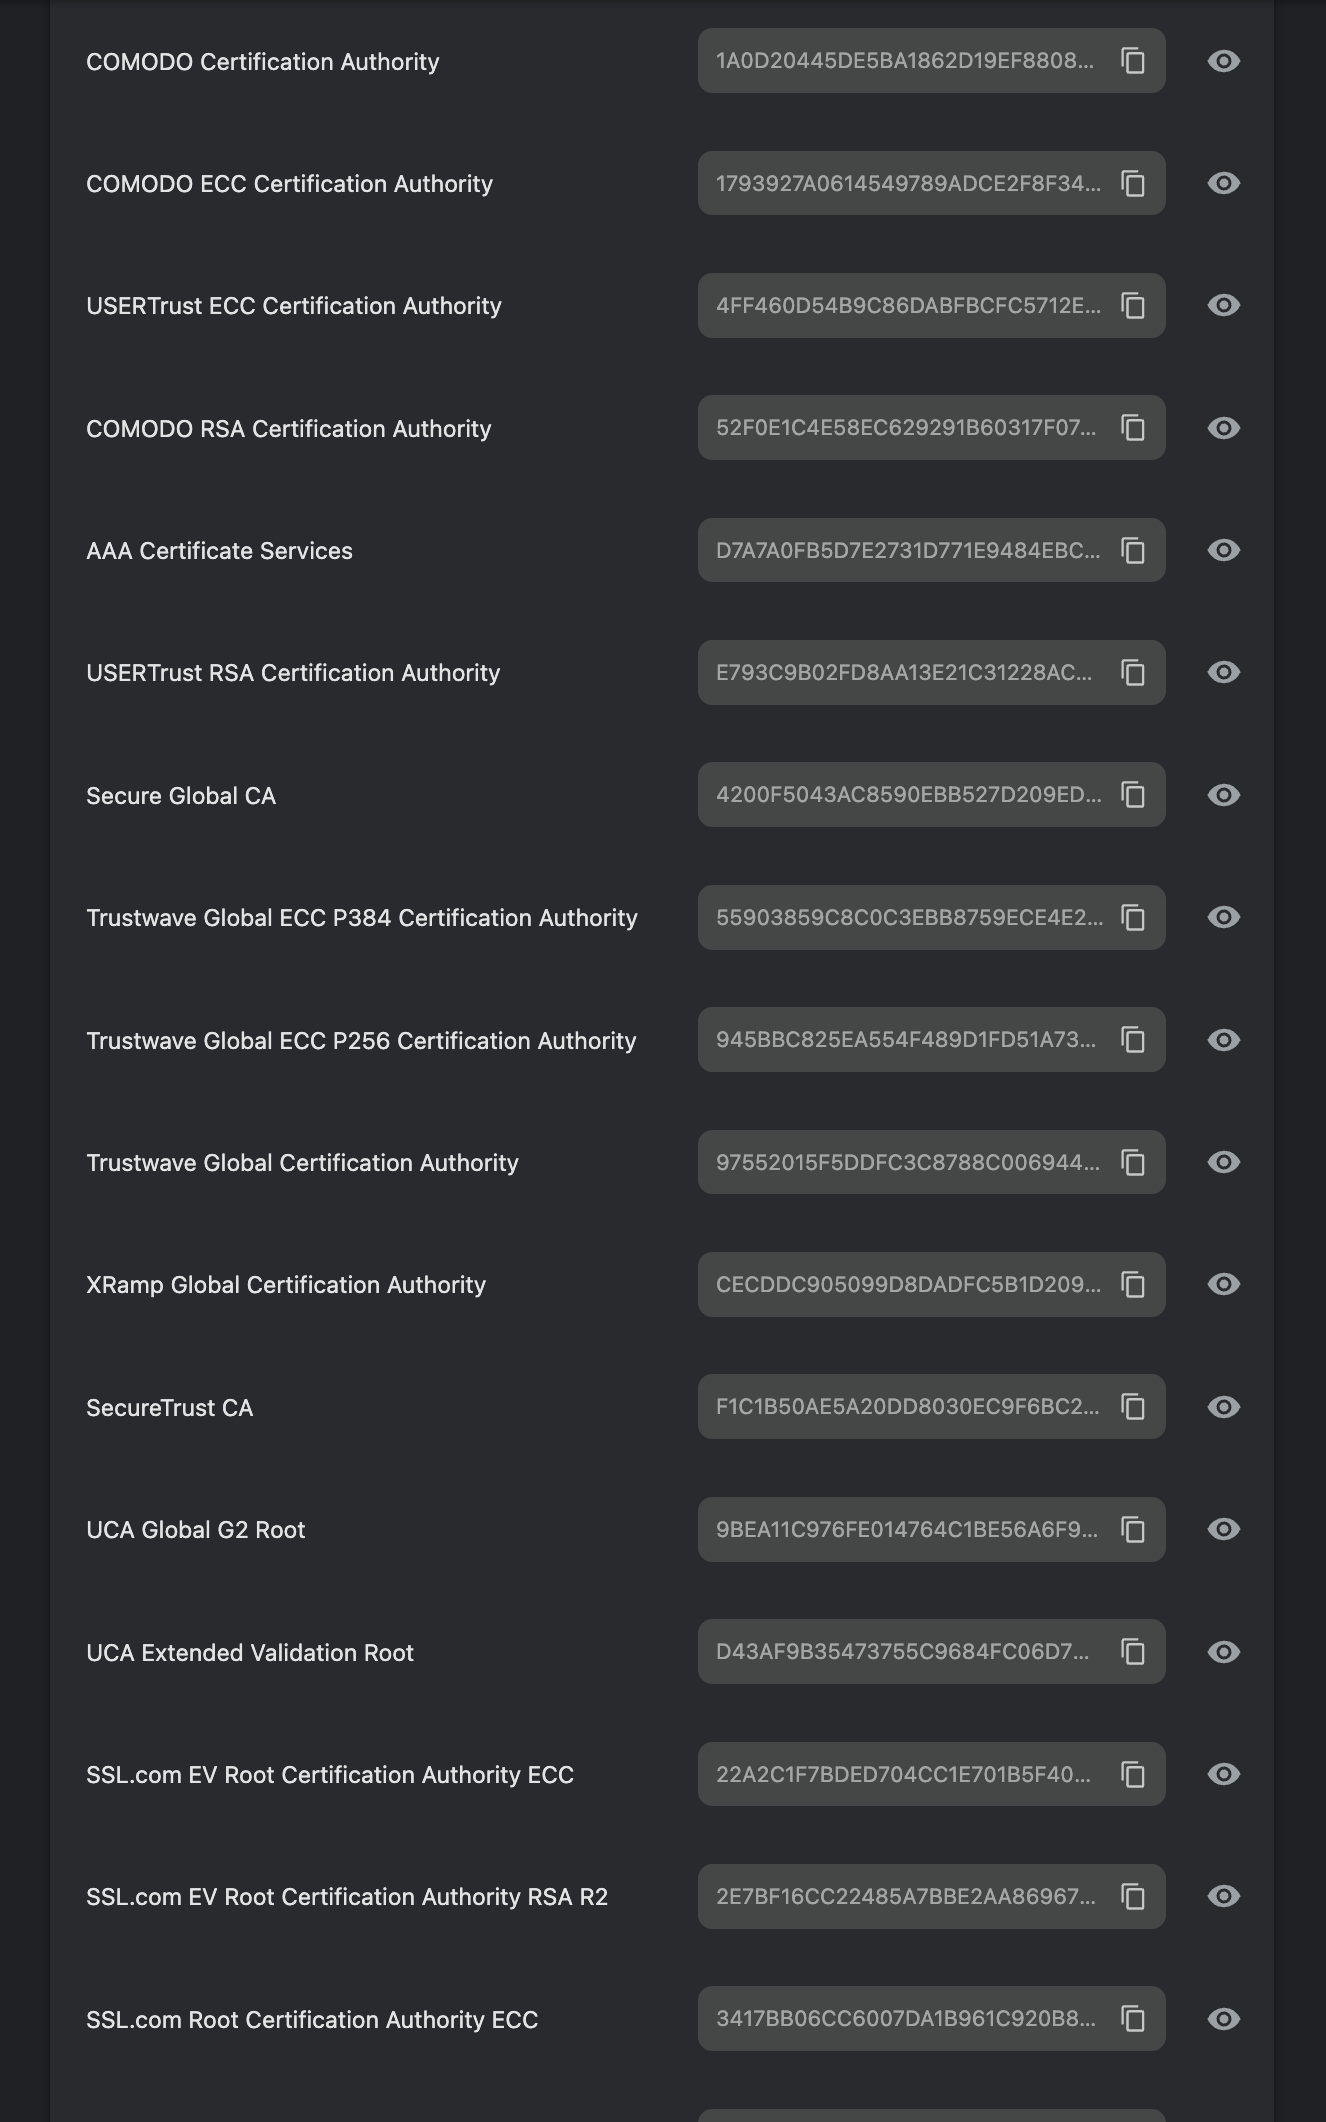 COMODO Certification Authority 1A0D20445DE5BA1862D19EF8808...
COMODO ECC Certification Authority 1793927A0614549789ADCE2F8F34...
USERTrust ECC Certification Authority 4FF460D54B9C86DABFBCFC5712E...
COMODO RSA Certification Authority 52F0E1C4E58EC629291B60317F07...
AAA Certificate Services D7A7A0FB5D7E2731D771E9484EBC...
USERTrust RSA Certification Authority E793C9B02FD8AA13E21C31228AC...
Secure Global CA 4200F5043AC8590EBB527D209ED...
Trustwave Global ECC P384 Certification Authority 55903859C8C0C3EBB8759ECE4E2...
Trustwave Global ECC P256 Certification Authority 945BBC825EA554F489D1FD51A73...
Trustwave Global Certification Authority 97552015F5DDFC3C8788C006944...
XRamp Global Certification Authority CECDDC905099D8DADFC5B1D209...
SecureTrust CA F1C1B50AE5A20DD8030EC9F6BC2...
UCA Global G2 Root 9BEA11C976FE014764C1BE56A6F9...
UCA Extended Validation Root D43AF9B35473755C9684FC06D7...
SSL.com EV Root Certification Authority ECC 22A2C1F7BDED704CC1E701B5F40...
SSL.com EV Root Certification Authority RSA R2 2E7BF16CC22485A7BBE2AA86967...
SSL.com Root Certification Authority ECC 3417BB06CC6007DA1B961C920B8...